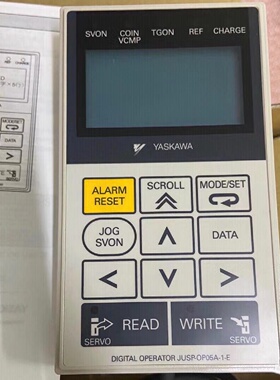 SVON COIN TGON REF CHARGE
VCMP
YASKAWA
ALARM RESET
SCROLL
MODE/SET
JOG SVON
DATA
READ
SERVO
WRITE
SERVO
DIGITAL OPERATOR JUSP-OP05A-1-E